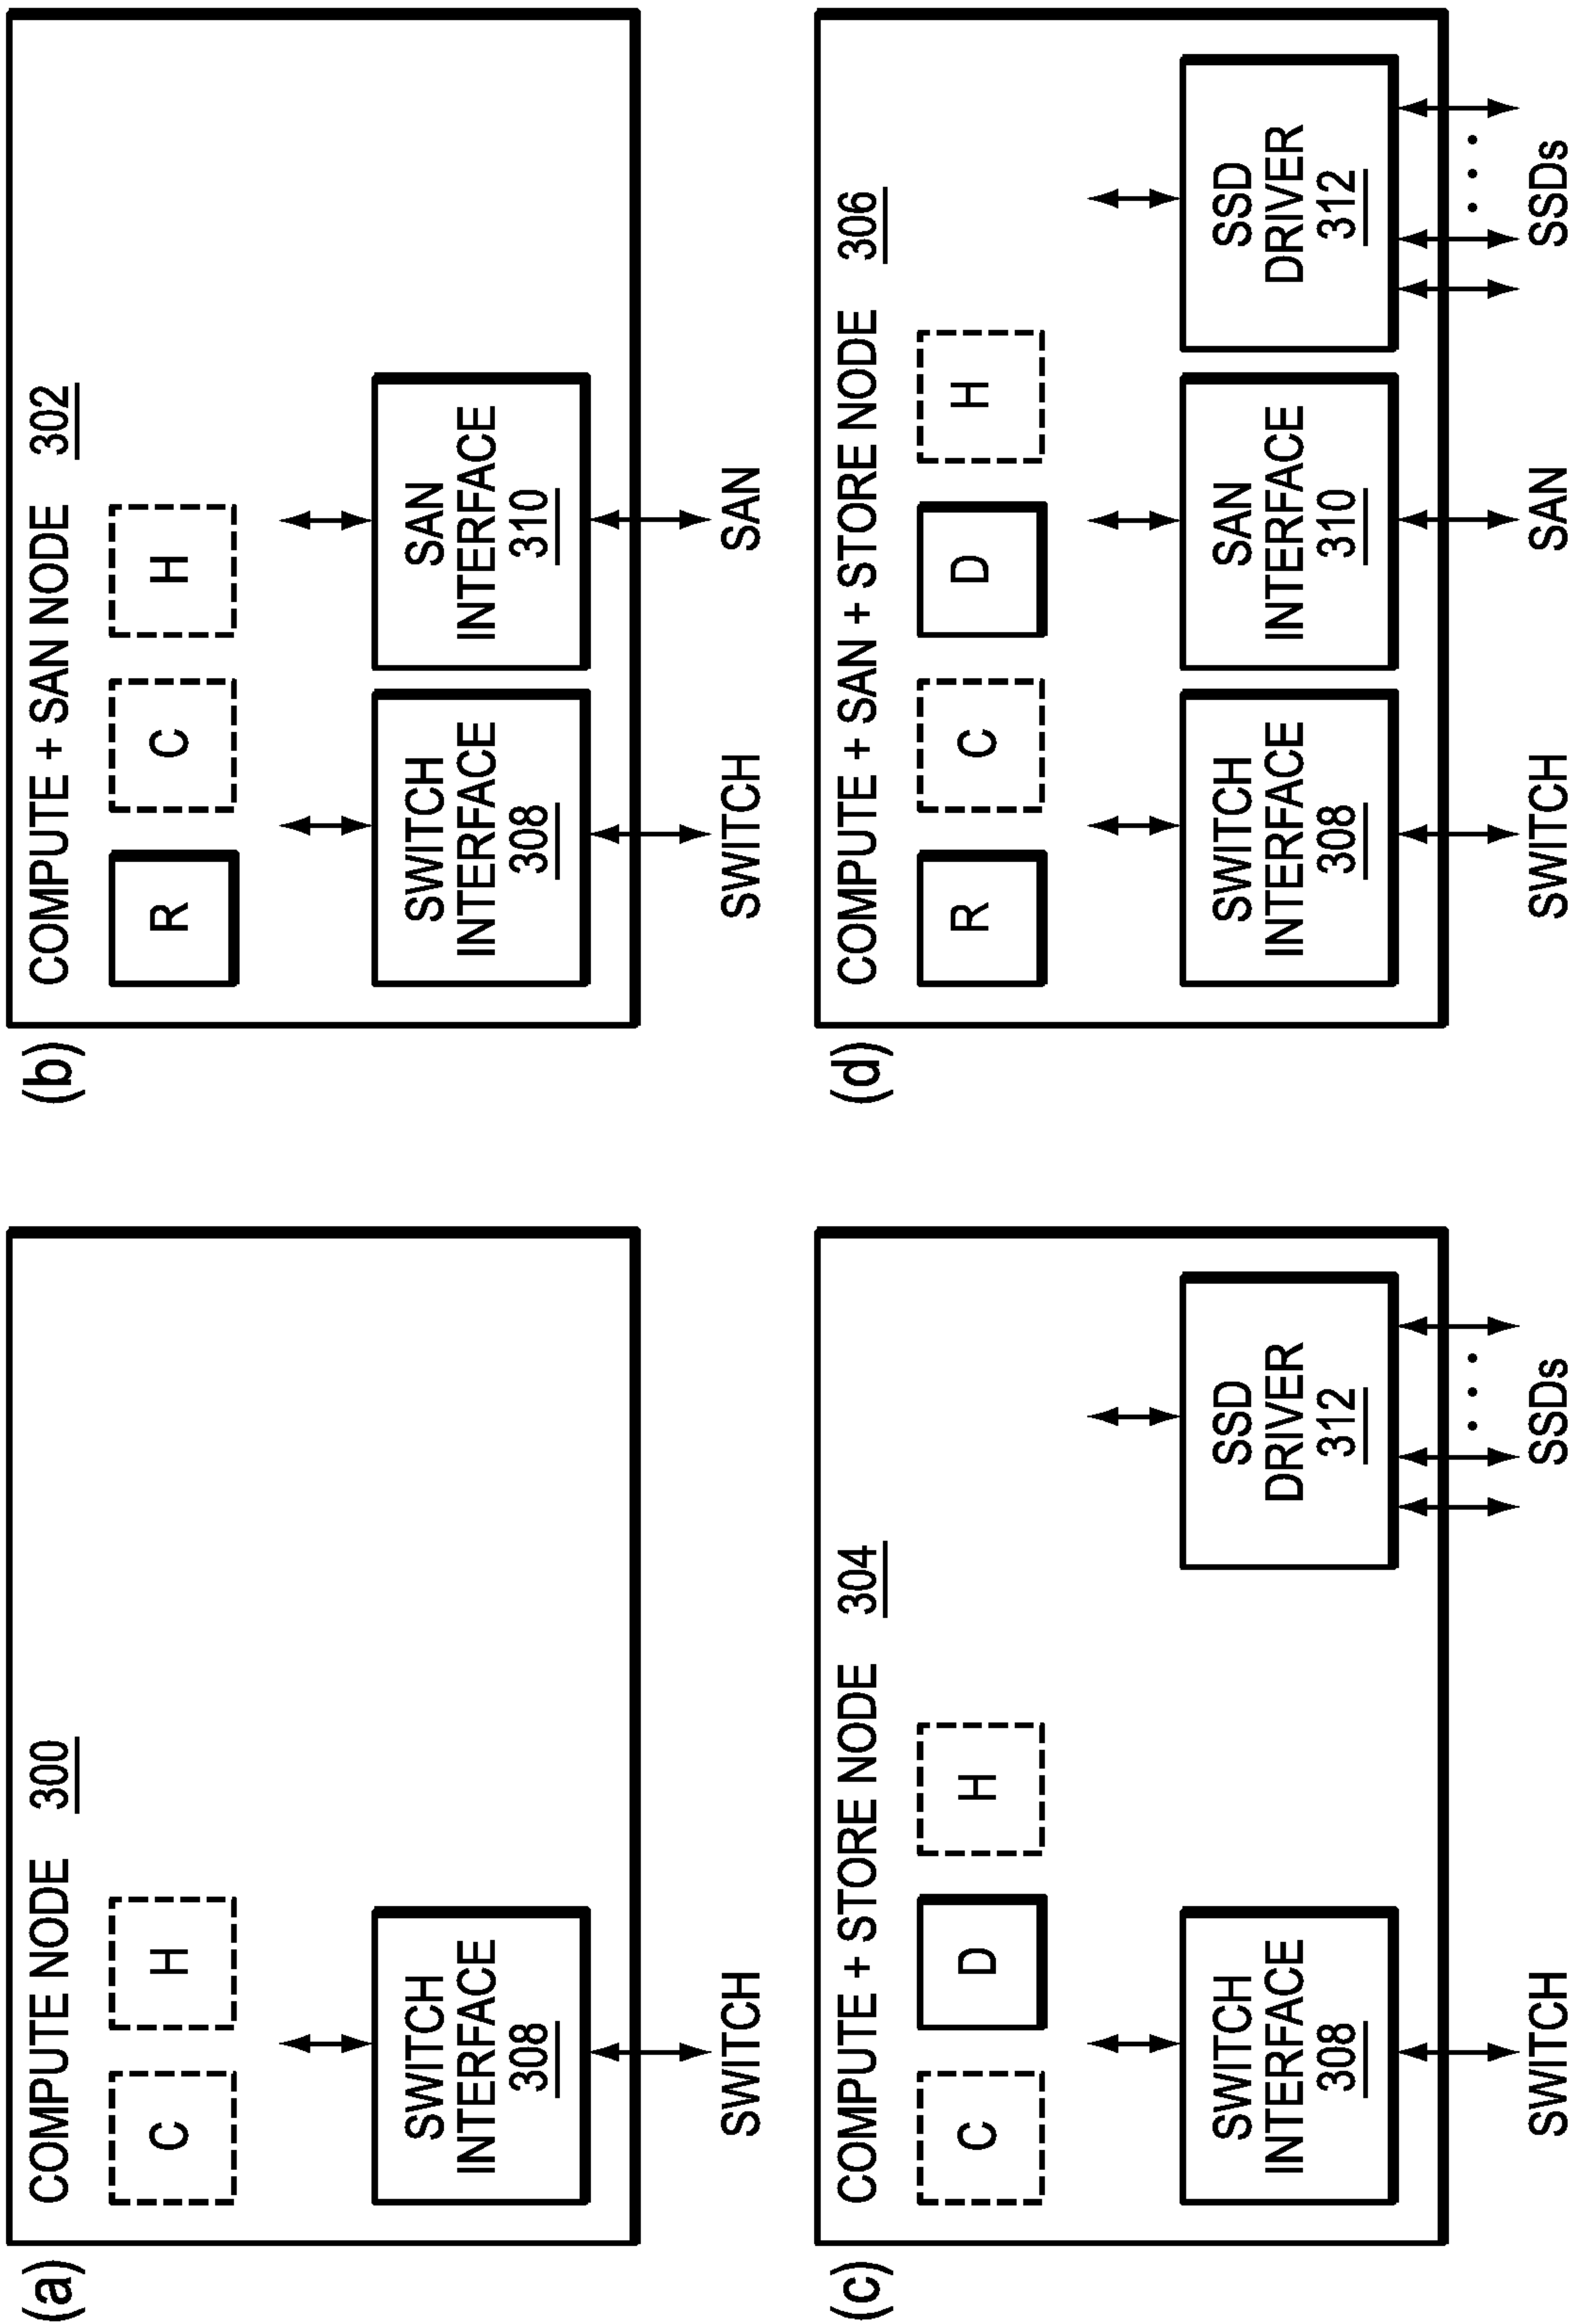 (a)
COMPUTE NODE 300
C
H
SWITCH
INTERFACE
308
SWITCH
(b)
COMPUTE + SAN NODE 302
R
C
H
SWITCH
INTERFACE
308
SAN
INTERFACE
310
SWITCH
SAN
(c)
COMPUTE + STORE NODE 304
C
D
H
SWITCH
INTERFACE
308
SSD
DRIVER
312
SWITCH
SSDs
(d)
COMPUTE + SAN + STORE NODE 306
R
C
D
H
SWITCH
INTERFACE
308
SAN
INTERFACE
310
SSD
DRIVER
312
SWITCH
SAN
SSDs